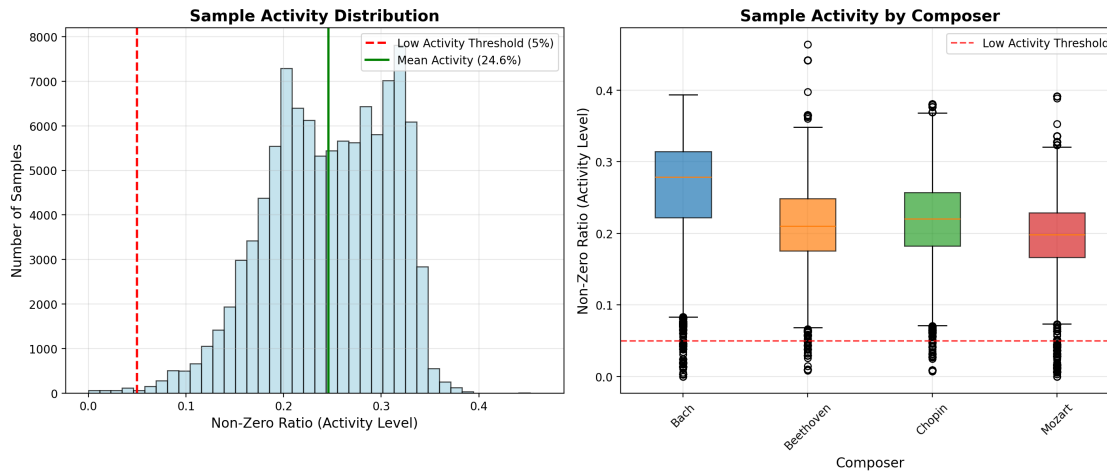 Sample Activity Distribution
8000
7000
6000
5000
4000
3000
2000
1000
0
Number of Samples
Low Activity Threshold (5%)
Mean Activity (24.6%)
0.0 0.1 0.2 0.3 0.4
Non-Zero Ratio (Activity Level)
Sample Activity by Composer
Low Activity Threshold
0.4
0.3
0.2
0.1
0.0
Non-Zero Ratio (Activity Level)
Bach
Beethoven
Chopin
Mozart
Composer